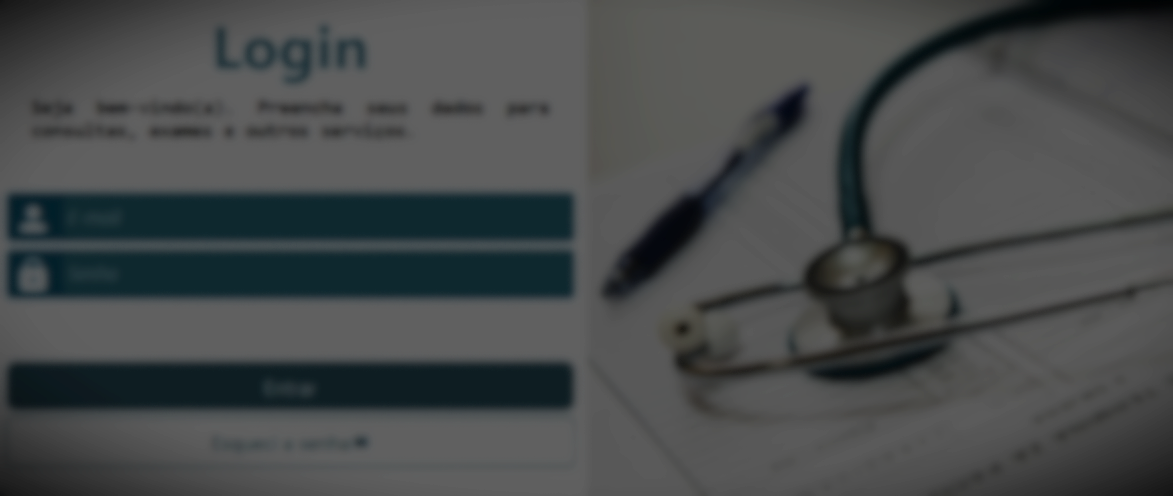 Login
Seja bem-vindo(a). Preencha seus dados para
consultas, exames e outros serviços.
E-mail
Senha
Entrar
Esqueci a senha